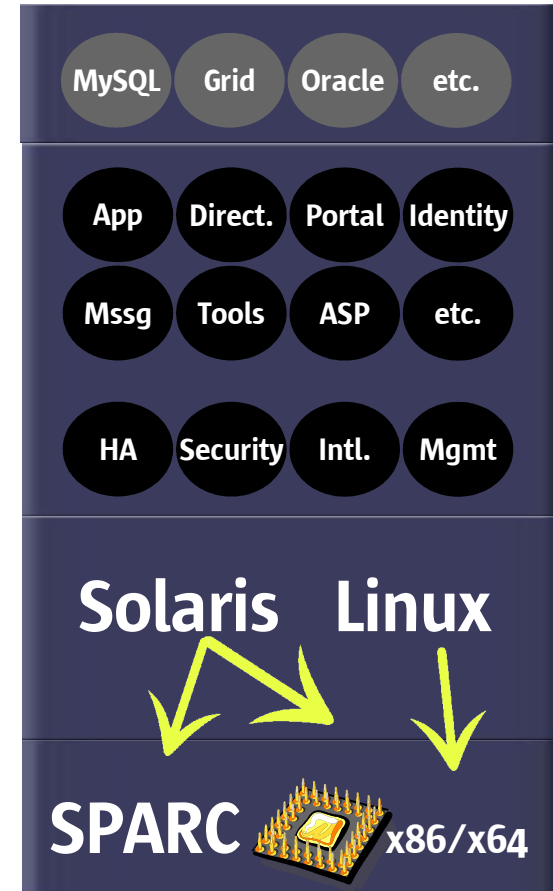 MySQL Grid Oracle etc.
App Direct. Portal Identity
Mssg Tools ASP etc.
HA Security Intl. Mgmt
Solaris Linux
SPARC x86/x64